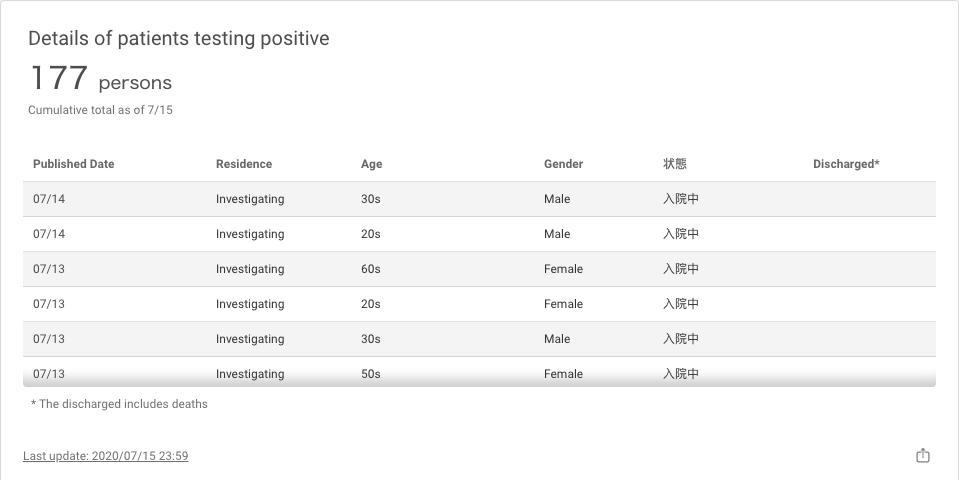 Details of patients testing positive
177 persons
Cumulative total as of 7/15
Published Date Residence Age Gender 状態 Discharged*
07/14 Investigating 30s Male 入院中
07/14 Investigating 20s Male 入院中
07/13 Investigating 60s Female 入院中
07/13 Investigating 20s Female 入院中
07/13 Investigating 30s Male 入院中
07/13 Investigating 50s Female 入院中
* The discharged includes deaths
Last update: 2020/07/15 23:59